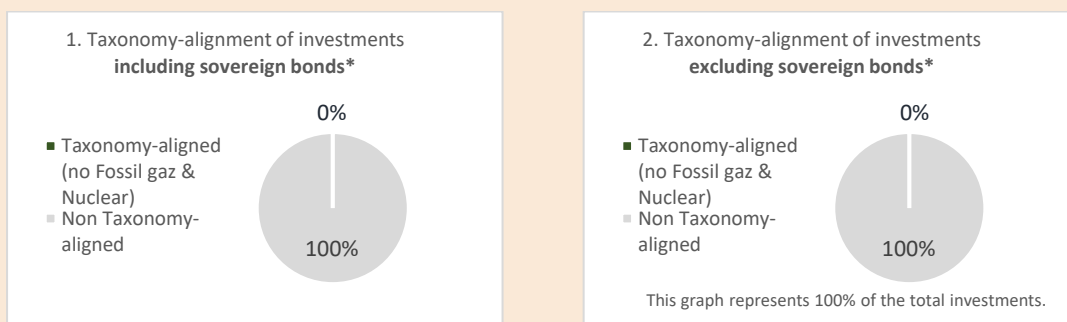 1. Taxonomy-alignment of investments
including sovereign bonds*
0%
Taxonomy-aligned
(no Fossil gaz &
Nuclear)
Non Taxonomy-
aligned
100%
2. Taxonomy-alignment of investments
excluding sovereign bonds*
0%
Taxonomy-aligned
(no Fossil gaz &
Nuclear)
Non Taxonomy-
aligned
100%
This graph represents 100% of the total investments.